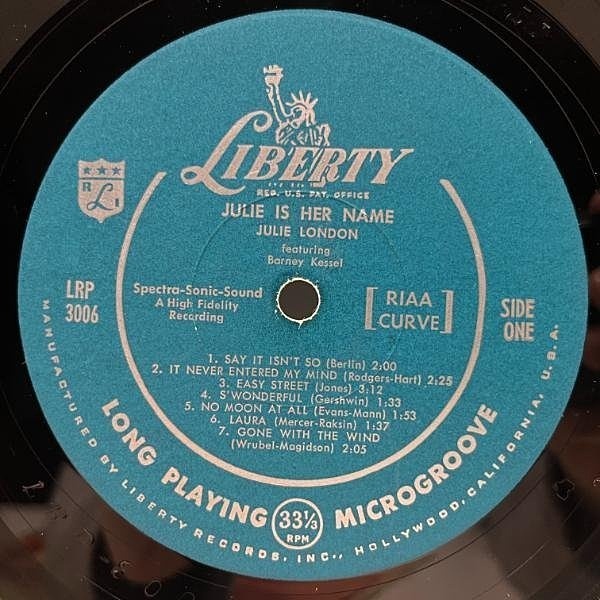 LIBERTY
REG. U.S. PAT. OFFICE
R L I
JULIE IS HER NAME
JULIE LONDON
featuring
Barney Kessel
LRP
3006
Spectra-Sonic-Sound
A High Fidelity
Recording
[RIAA
CURVE]
SIDE
ONE
1. SAY IT ISN'T SO (Berlin) 2:00
2. IT NEVER ENTERED MY MIND (Rodgers-Hart) 2:25
3. EASY STREET (Jones) 3:12
4. S'WONDERFUL (Gershwin) 1:33
5. NO MOON AT ALL (Evans-Mann) 1:53
6. LAURA (Mercer-Raksin) 1:37
7. GONE WITH THE WIND
(Wrubel-Magidson) 2:05
LONG PLAYING 33⅓ RPM MICROGROOVE
MANUFACTURED BY LIBERTY RECORDS, INC., HOLLYWOOD, CALIFORNIA, U.S.A.